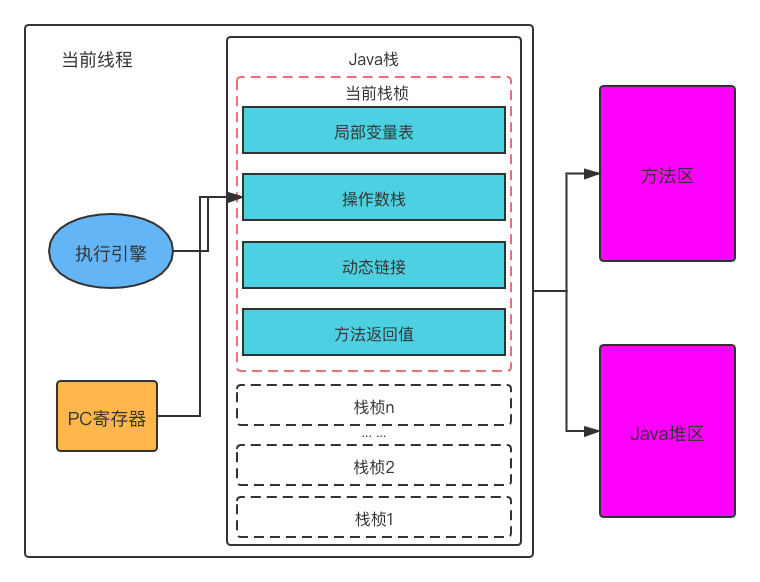 当前线程
Java栈
当前栈桢
局部变量表
操作数栈
动态链接
方法返回值
执行引擎
PC寄存器
栈桢n
... ...
栈桢2
栈桢1
方法区
Java堆区